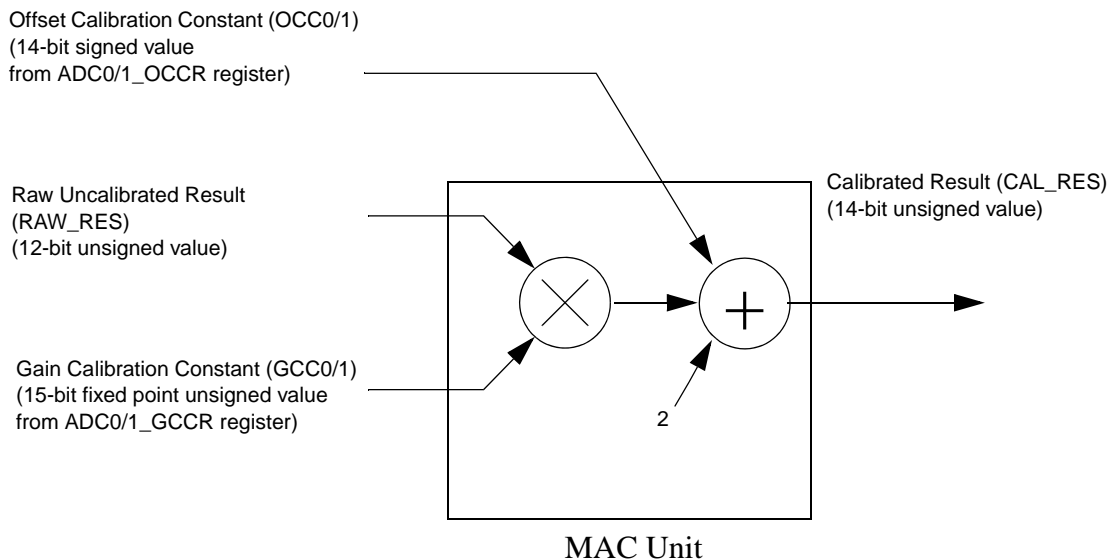 Offset Calibration Constant (OCC0/1)
(14-bit signed value
from ADC0/1_OCCR register)
Raw Uncalibrated Result
(RAW_RES)
(12-bit unsigned value)
Calibrated Result (CAL_RES)
(14-bit unsigned value)
Gain Calibration Constant (GCC0/1)
(15-bit fixed point unsigned value
from ADC0/1_GCCR register)
+
2
MAC Unit